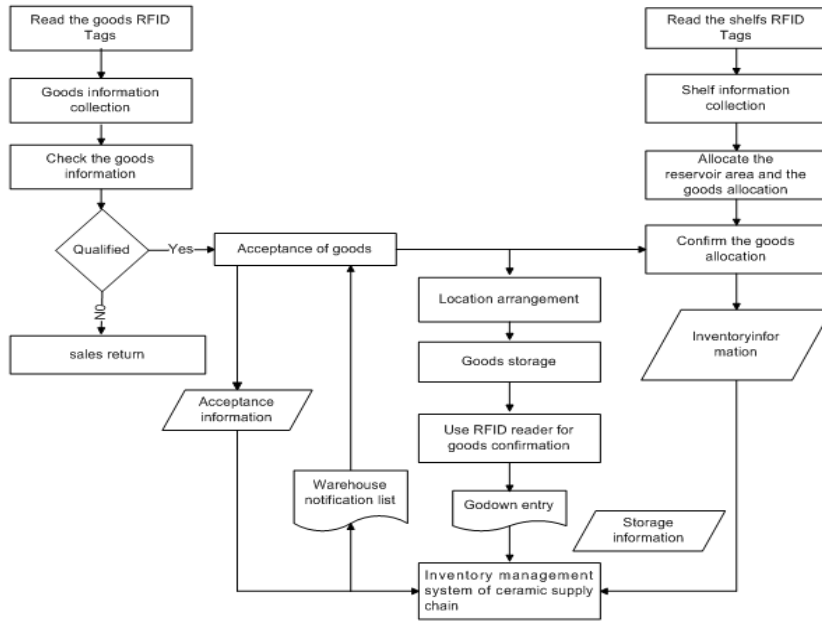 Read the goods RFID
Tags
Goods information
collection
Check the goods
information
Qualified
Yes
NO
sales return
Acceptance of goods
Acceptance
information
Warehouse
notification list
Location arrangement
Goods storage
Use RFID reader for
goods confirmation
Godown entry
Inventory management
system of ceramic supply
chain
Read the shelfs RFID
Tags
Shelf information
collection
Allocate the
reservoir area and the
goods allocation
Confirm the goods
allocation
Inventoryinfor
mation
Storage
information